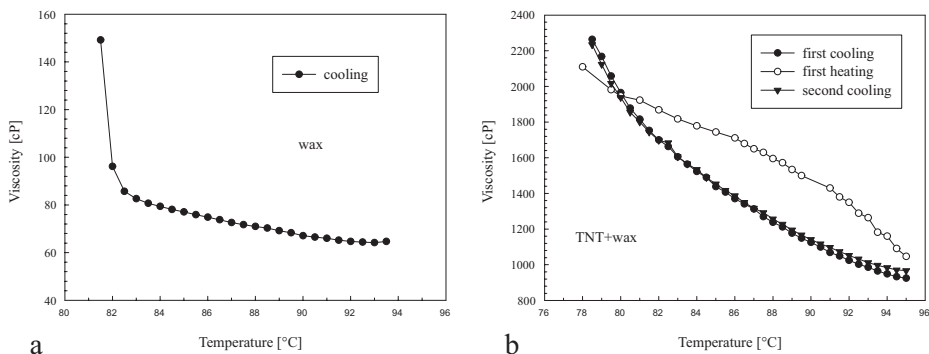 160
140
120
100
80
60
40
Viscosity [cP]
cooling
wax
80 82 84 86 88 90 92 94 96
Temperature [°C]
a
2400
2200
2000
1800
1600
1400
1200
1000
800
Viscosity [cP]
first cooling
first heating
second cooling
TNT+wax
76 78 80 82 84 86 88 90 92 94 96
Temperature [°C]
b